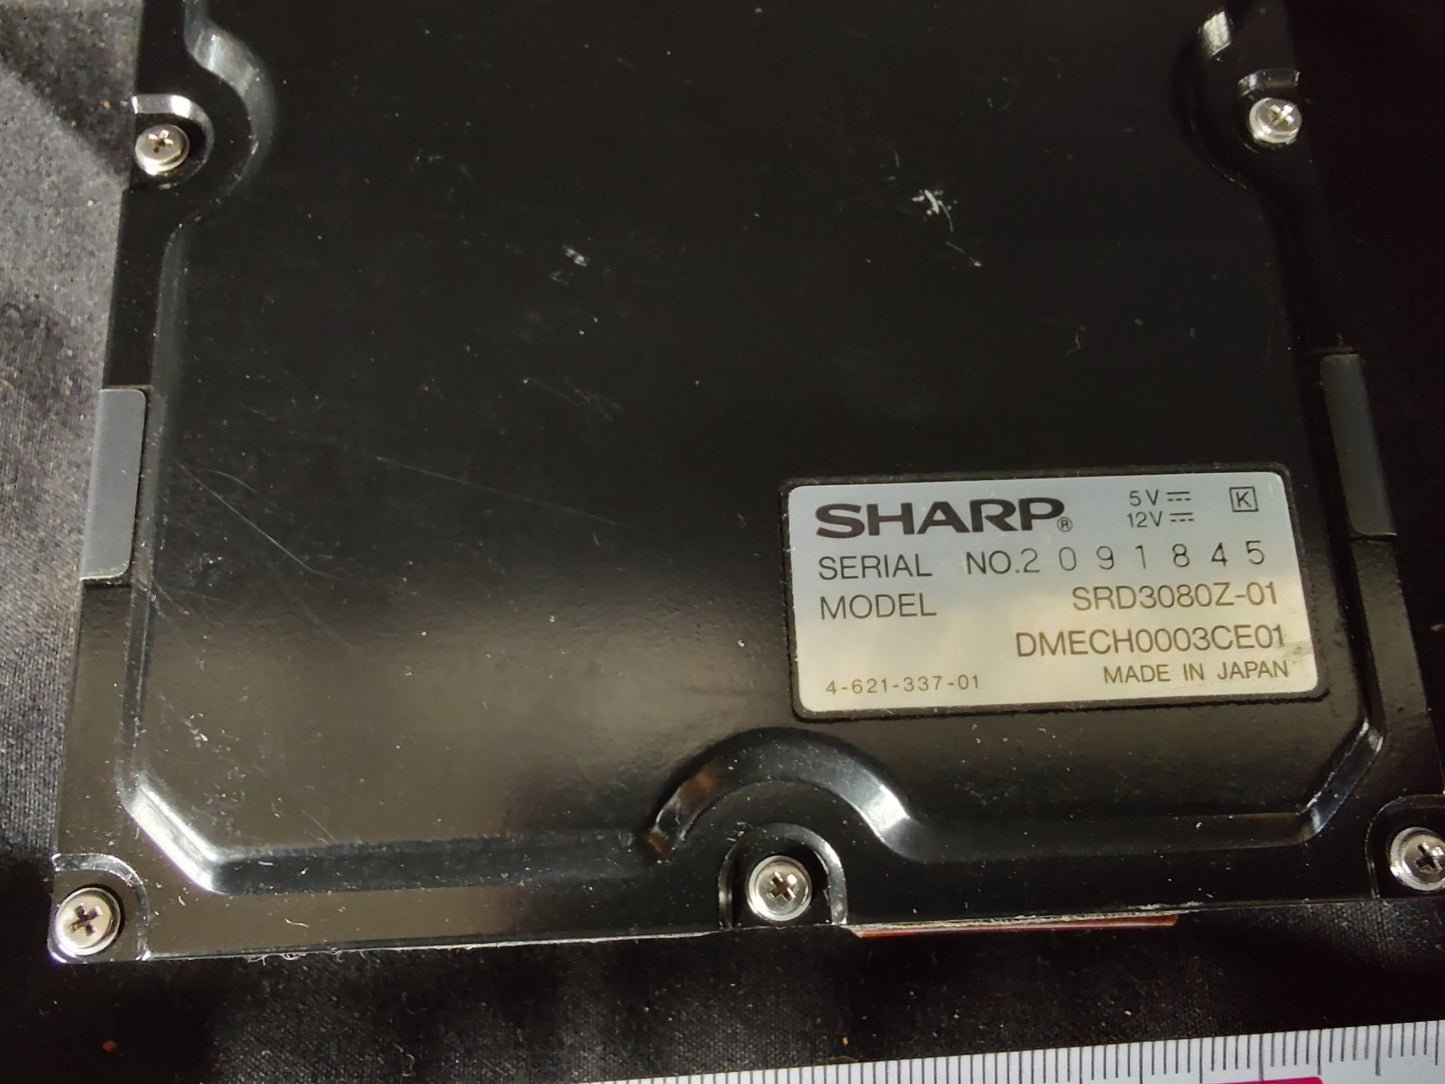 SHARP® 5V⎓ K
12V⎓
SERIAL NO.2091845
MODEL SRD3080Z-01
DMECH0003CE01
4-621-337-01 MADE IN JAPAN